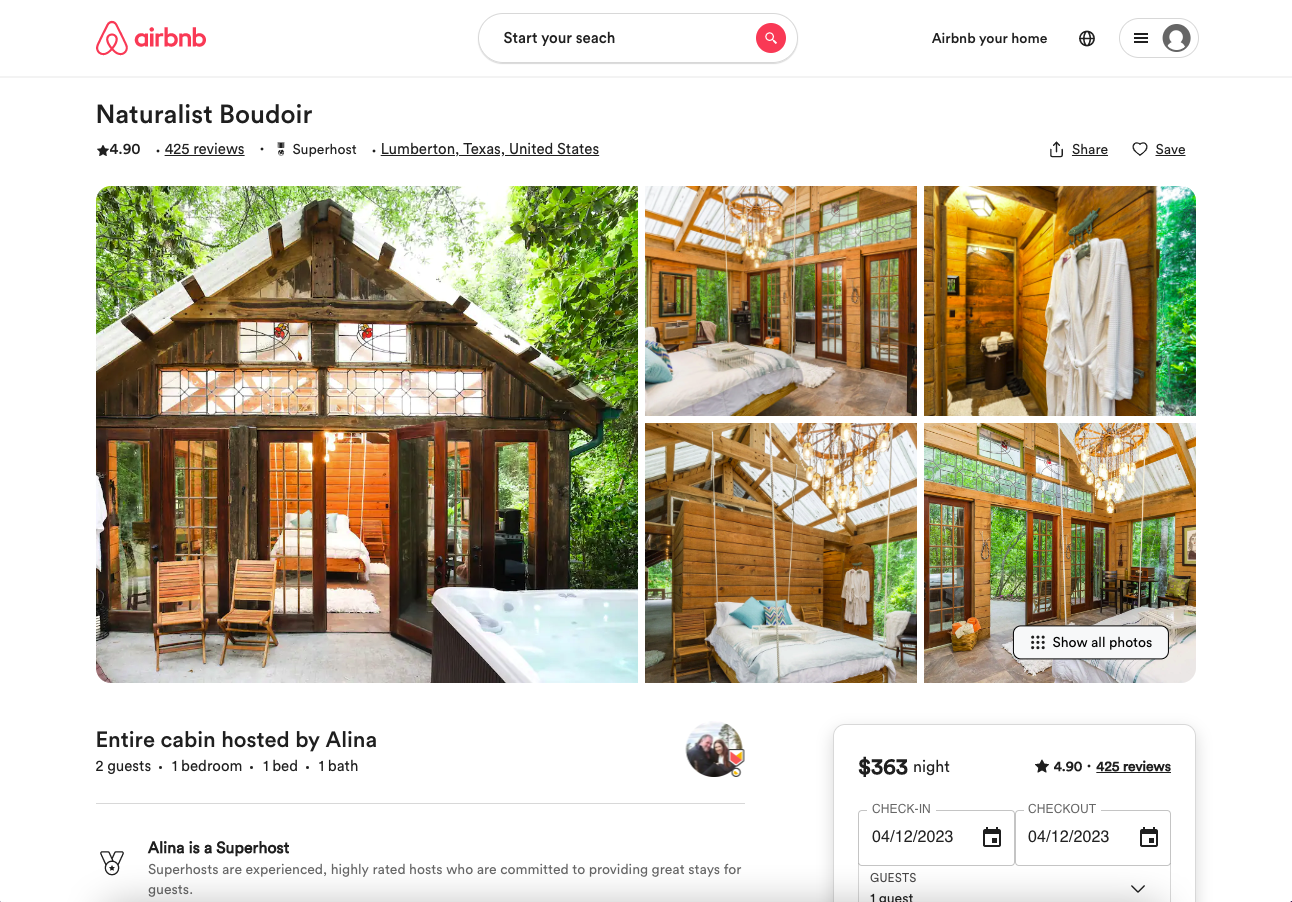 airbnb
Start your seach
Airbnb your home
Naturalist Boudoir
4.90 · 425 reviews · Superhost · Lumberton, Texas, United States
Share
Save
Show all photos
Entire cabin hosted by Alina
2 guests · 1 bedroom · 1 bed · 1 bath
Alina is a Superhost
Superhosts are experienced, highly rated hosts who are committed to providing great stays for
guests.
$363 night
4.90 · 425 reviews
CHECK-IN
04/12/2023
CHECKOUT
04/12/2023
GUESTS
1 guest